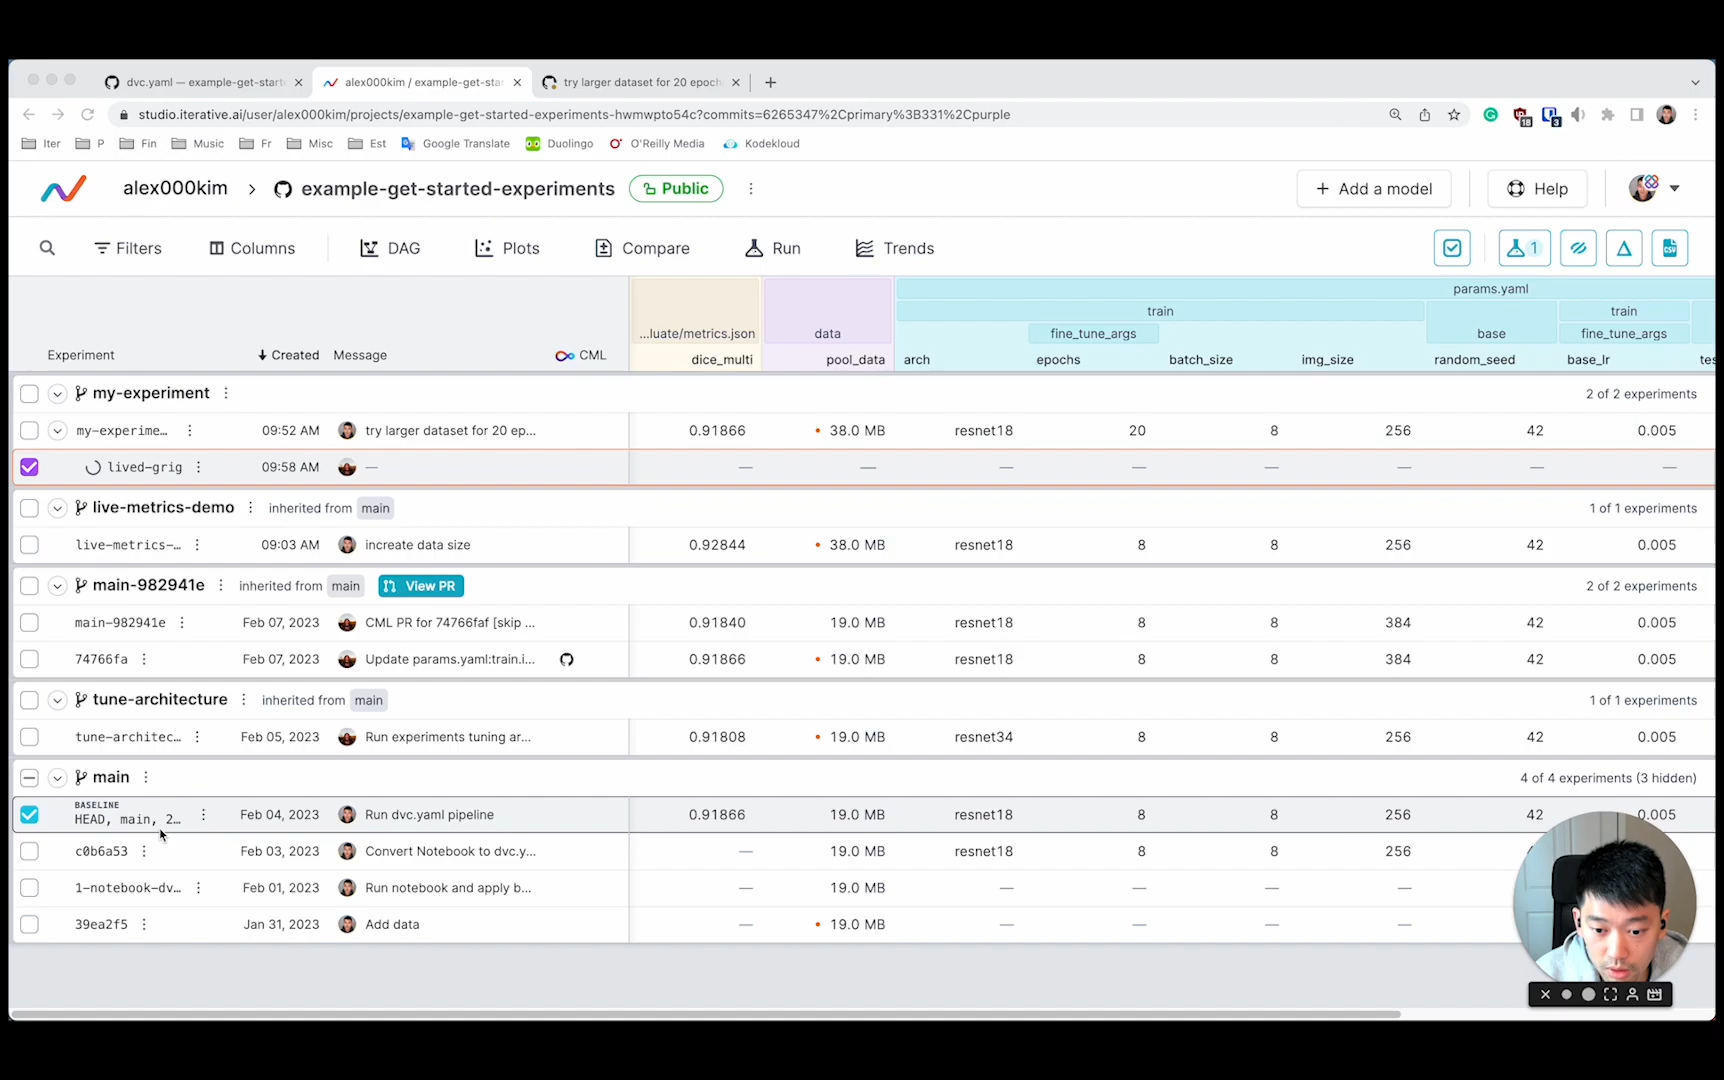 dvc.yaml — example-get-starte
alex000kim / example-get-star
try larger dataset for 20 epoch
studio.iterative.ai/user/alex000kim/projects/example-get-started-experiments-hwmwpto54c?commits=6265347%2Cprimary%3B331%2Cpurple
18
3
Iter P Fin Music Fr Misc Est Google Translate Duolingo O'Reilly Media Kodekloud
alex000kim > example-get-started-experiments Public + Add a model Help
Filters Columns DAG Plots Compare Run Trends 1 CSV
params.yaml
train train
...luate/metrics.json data fine_tune_args base fine_tune_args
Experiment ↓ Created Message CML dice_multi pool_data arch epochs batch_size img_size random_seed base_lr tes
my-experiment 2 of 2 experiments
my-experime... 09:52 AM try larger dataset for 20 ep... 0.91866 38.0 MB resnet18 20 8 256 42 0.005
lived-grig 09:58 AM — — — — — — — — —
live-metrics-demo inherited from main 1 of 1 experiments
live-metrics-... 09:03 AM increate data size 0.92844 38.0 MB resnet18 8 8 256 42 0.005
main-982941e inherited from main View PR 2 of 2 experiments
main-982941e Feb 07, 2023 CML PR for 74766faf [skip ... 0.91840 19.0 MB resnet18 8 8 384 42 0.005
74766fa Feb 07, 2023 Update params.yaml:train.i... 0.91866 19.0 MB resnet18 8 8 384 42 0.005
tune-architecture inherited from main 1 of 1 experiments
tune-architec... Feb 05, 2023 Run experiments tuning ar... 0.91808 19.0 MB resnet34 8 8 256 42 0.005
main 4 of 4 experiments (3 hidden)
BASELINE
HEAD, main, 2... Feb 04, 2023 Run dvc.yaml pipeline 0.91866 19.0 MB resnet18 8 8 256 42 0.005
c0b6a53 Feb 03, 2023 Convert Notebook to dvc.y... — 19.0 MB resnet18 8 8 256
1-notebook-dv... Feb 01, 2023 Run notebook and apply b... — 19.0 MB — — — —
39ea2f5 Jan 31, 2023 Add data — 19.0 MB — — — —